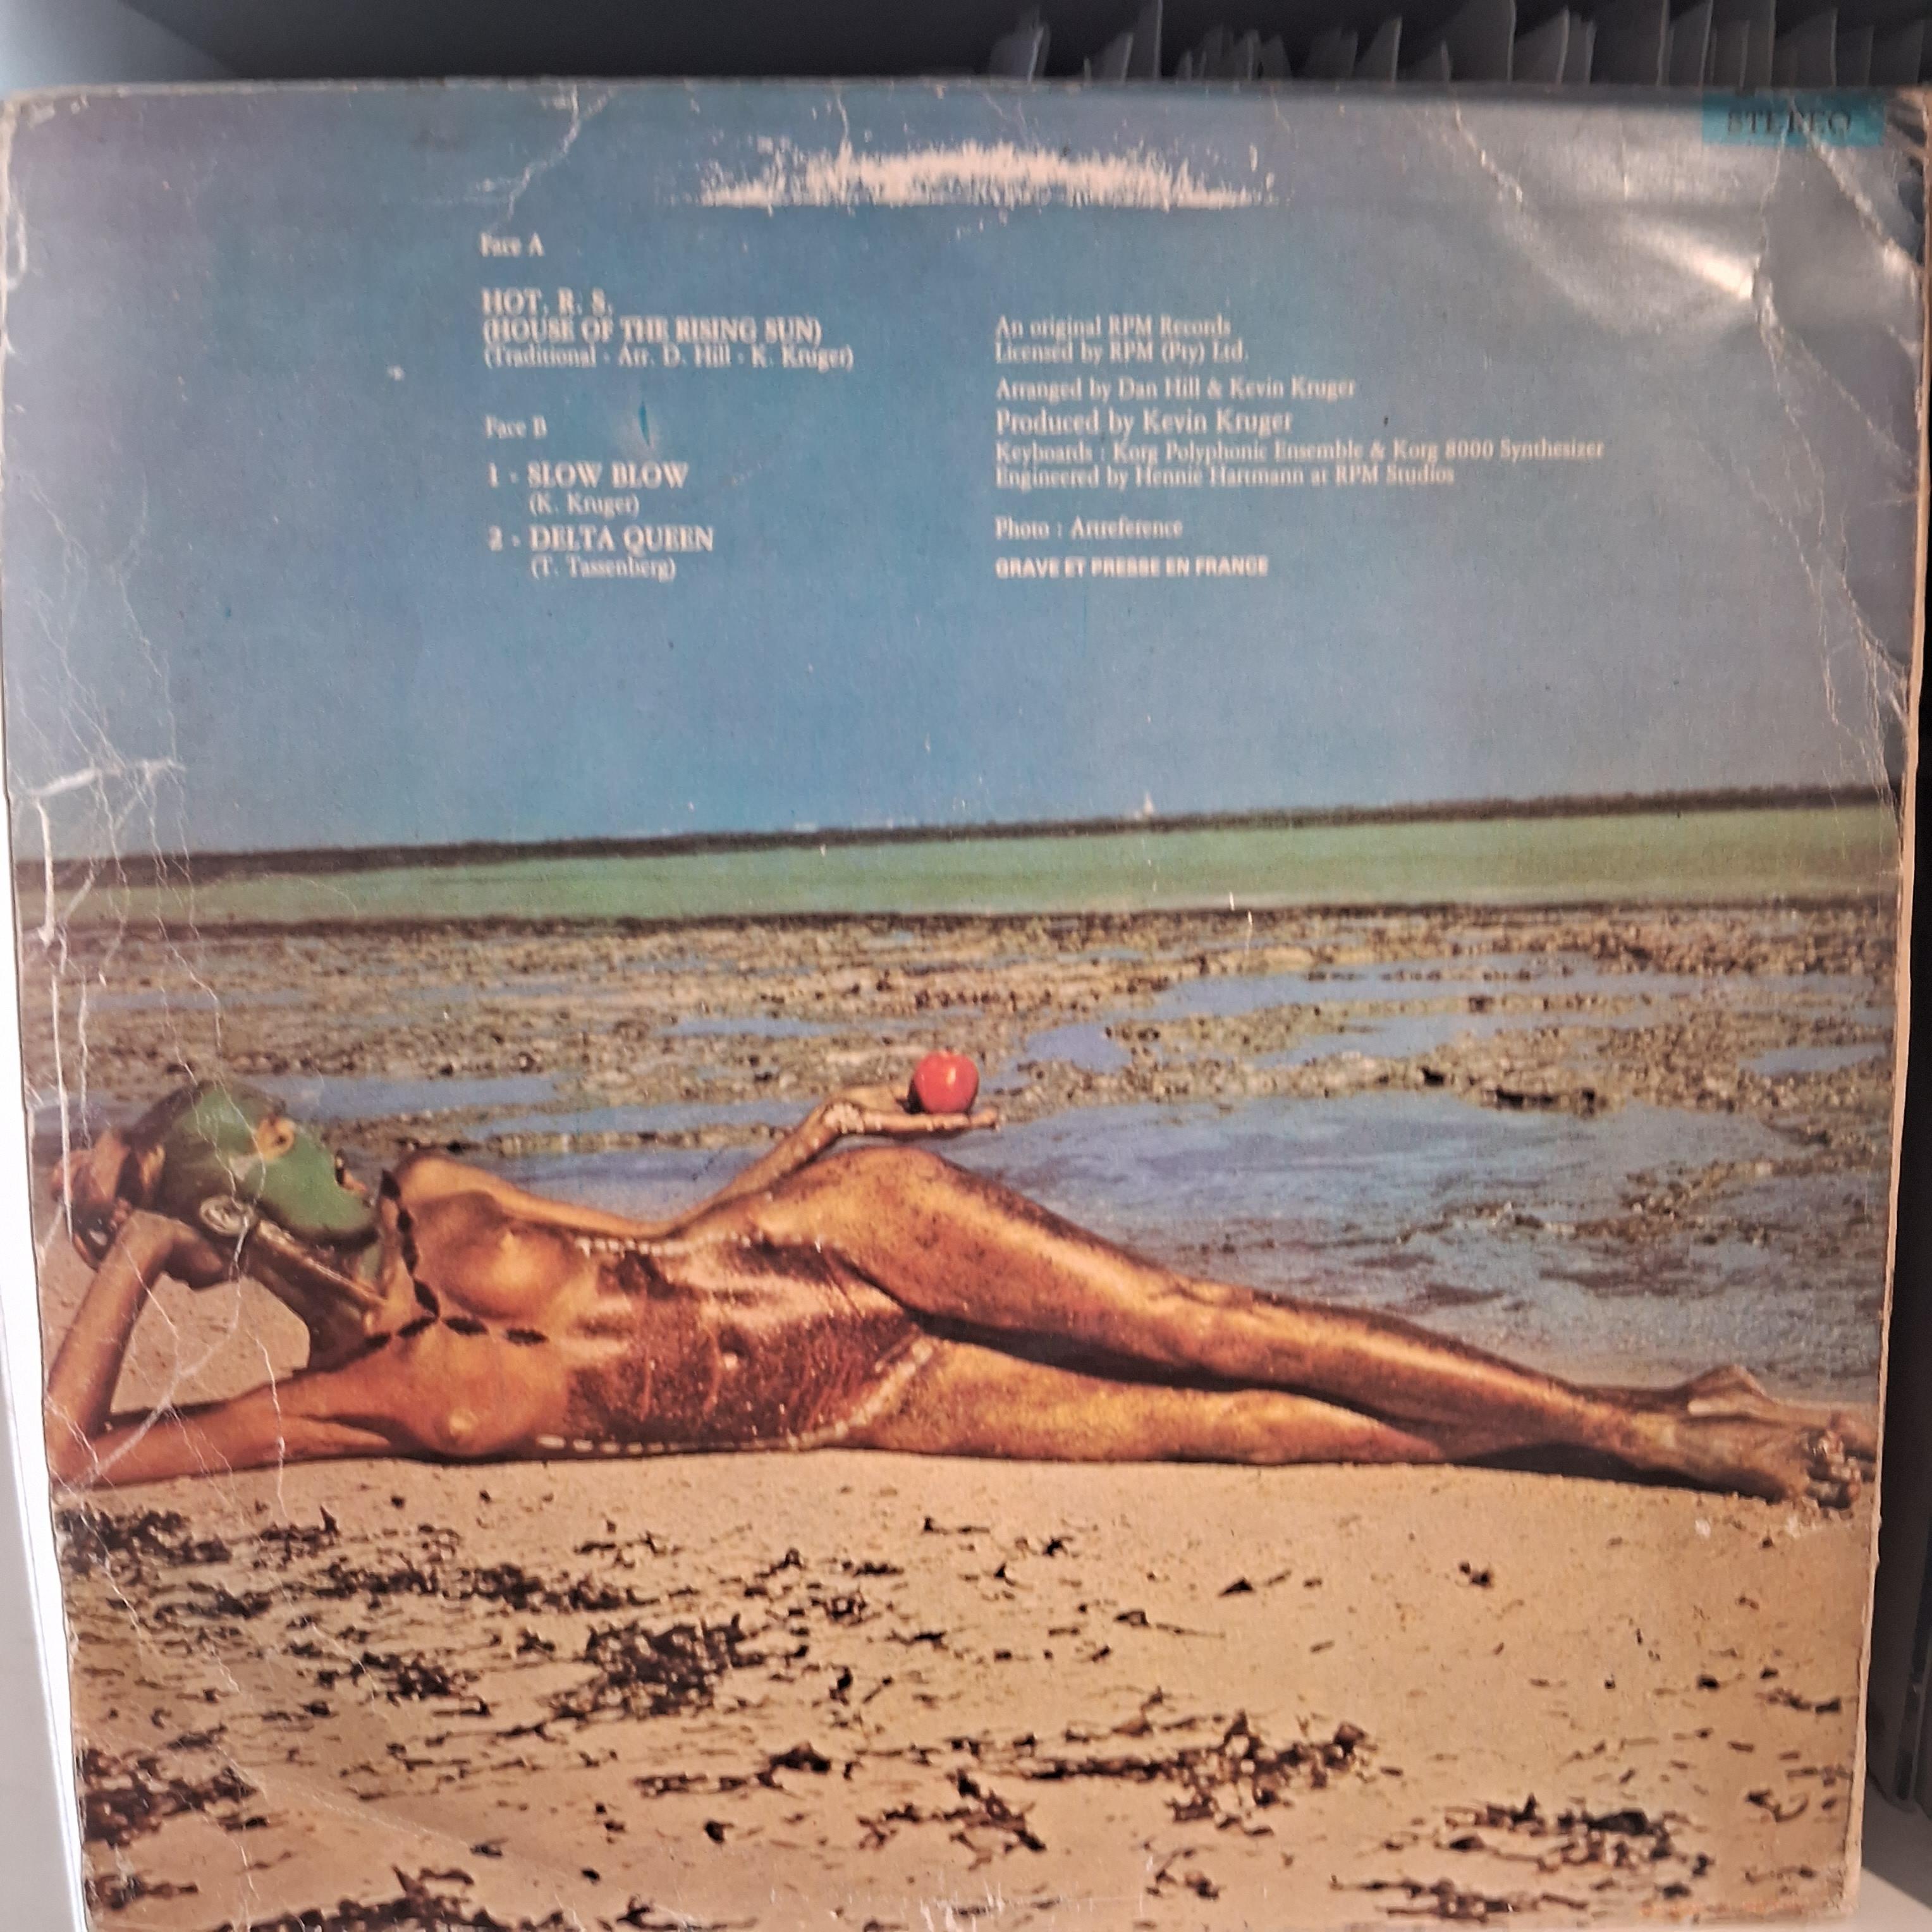 STEREO
Face A
HOT. R. S.
(HOUSE OF THE RISING SUN)
(Traditional - Arr. D. Hill - K. Kruger)
Face B
1 - SLOW BLOW
(K. Kruger)
2 - DELTA QUEEN
(T. Tassenberg)
An original RPM Records
Licensed by RPM (Pty) Ltd.
Arranged by Dan Hill & Kevin Kruger
Produced by Kevin Kruger
Keyboards : Korg Polyphonic Ensemble & Korg 8000 Synthesizer
Engineered by Hennie Hartmann at RPM Studios
Photo : Artreference
GRAVE ET PRESSE EN FRANCE